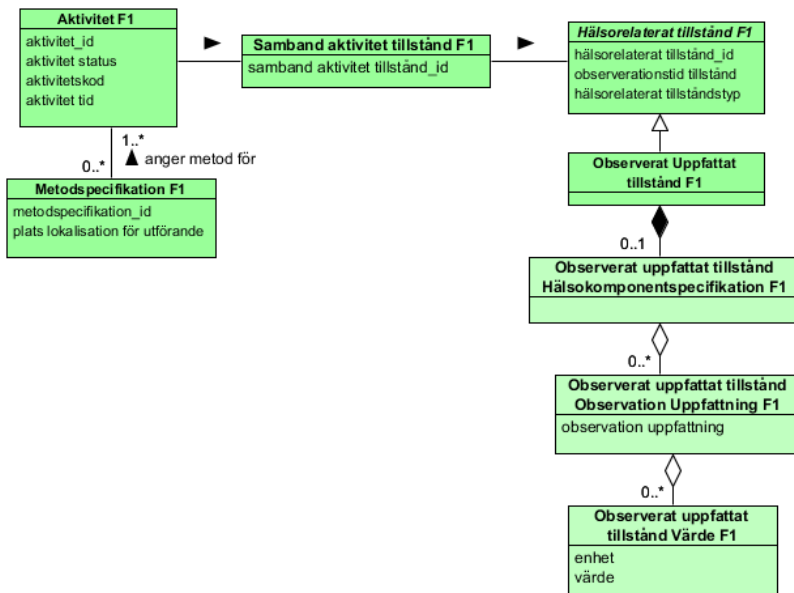 Aktivitet F1
aktivitet_id
aktivitet status
aktivitetskod
aktivitet tid
Samband aktivitet tillstånd F1
samband aktivitet tillstånd_id
Hälsorelaterat tillstånd F1
hälsorelaterat tillstånd_id
observerationstid tillstånd
hälsorelaterat tillståndstyp
1..*
anger metod för
0..*
Metodspecifikation F1
metodspecifikation_id
plats lokalisation för utförande
Observerat Uppfattat
tillstånd F1
0..1
Observerat uppfattat tillstånd
Hälsokomponentspecifikation F1
0..*
Observerat uppfattat tillstånd
Observation Uppfattning F1
observation uppfattning
0..*
Observerat uppfattat
tillstånd Värde F1
enhet
värde